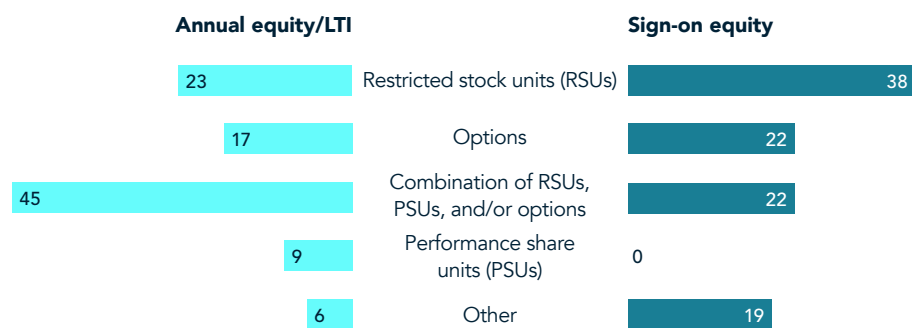 Annual equity/LTI
Sign-on equity
23
Restricted stock units (RSUs)
38
17
Options
22
45
Combination of RSUs,
PSUs, and/or options
22
9
Performance share
units (PSUs)
0
6
Other
19